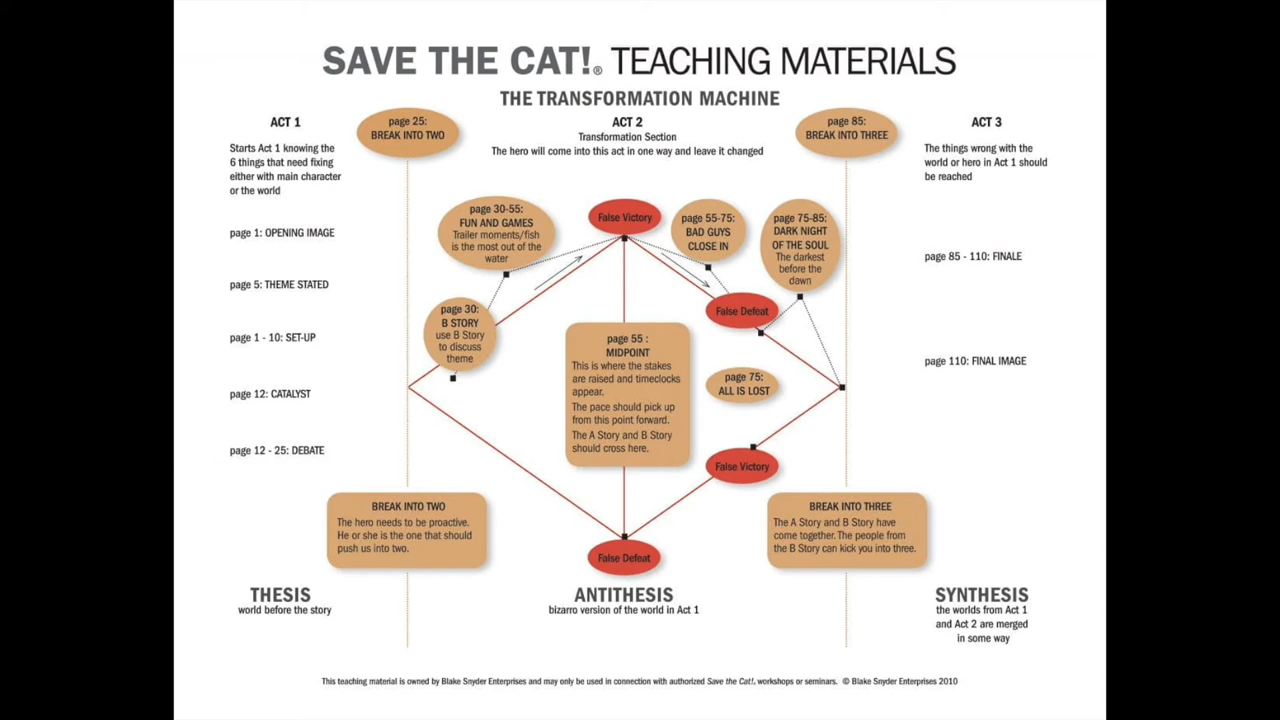 SAVE THE CAT!® TEACHING MATERIALS
THE TRANSFORMATION MACHINE
ACT 1
Starts Act 1 knowing the
6 things that need fixing
either with main character
or the world
page 1: OPENING IMAGE
page 5: THEME STATED
page 1 - 10: SET-UP
page 12: CATALYST
page 12 - 25: DEBATE
page 25:
BREAK INTO TWO
ACT 2
Transformation Section
The hero will come into this act in one way and leave it changed
page 85:
BREAK INTO THREE
ACT 3
The things wrong with the
world or hero in Act 1 should
be reached
page 85 - 110: FINALE
page 110: FINAL IMAGE
page 30-55:
FUN AND GAMES
Trailer moments/fish
is the most out of the
water
False Victory
page 55-75:
BAD GUYS
CLOSE IN
page 75-85:
DARK NIGHT
OF THE SOUL
The darkest
before the
dawn
page 30:
B STORY
use B Story
to discuss
theme
False Defeat
page 55 :
MIDPOINT
This is where the stakes
are raised and timeclocks
appear.
The pace should pick up
from this point forward.
The A Story and B Story
should cross here.
page 75:
ALL IS LOST
False Victory
False Defeat
BREAK INTO TWO
The hero needs to be proactive.
He or she is the one that should
push us into two.
BREAK INTO THREE
The A Story and B Story have
come together. The people from
the B Story can kick you into three.
THESIS
world before the story
ANTITHESIS
bizarro version of the world in Act 1
SYNTHESIS
the worlds from Act 1
and Act 2 are merged
in some way
This teaching material is owned by Blake Snyder Enterprises and may only be used in connection with authorized Save the Cat!® workshops or seminars. © Blake Snyder Enterprises 2010